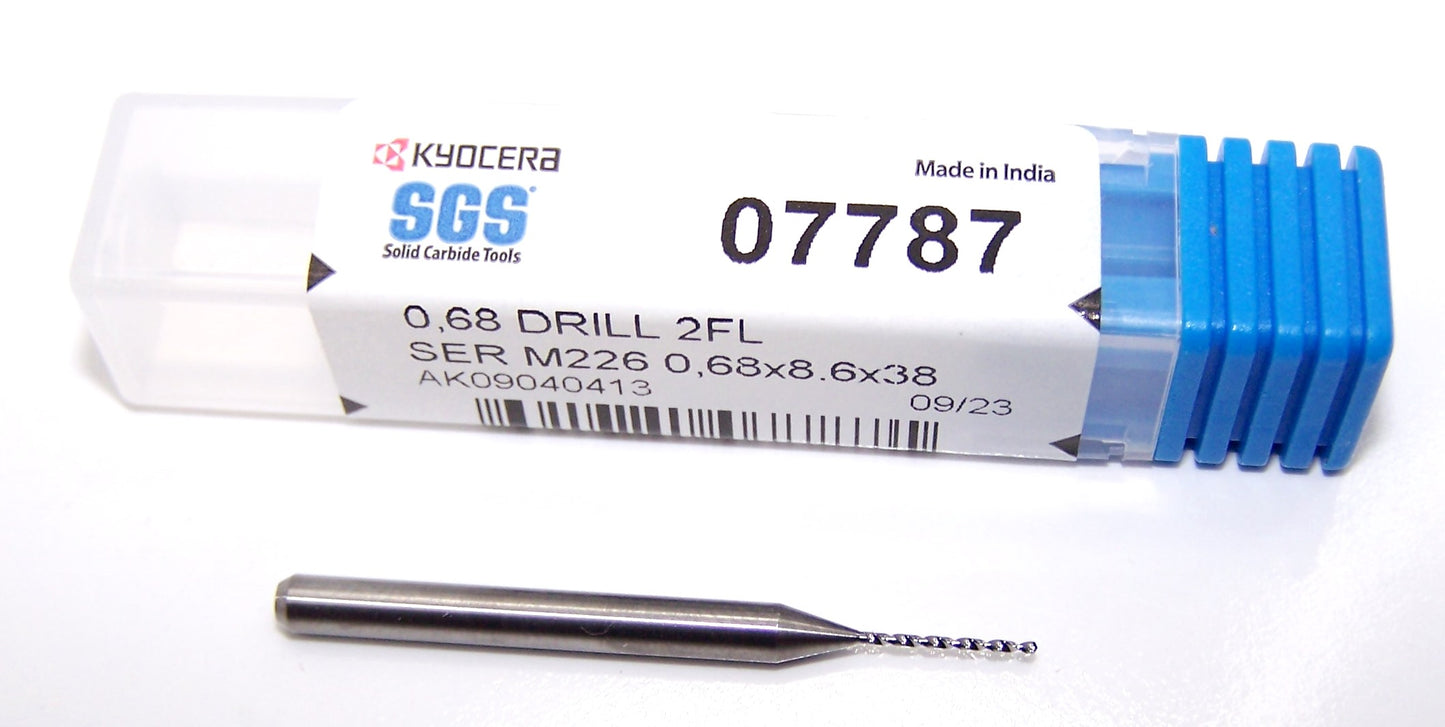 KYOCERA
SGS
Solid Carbide Tools
Made in India
07787
0,68 DRILL 2FL
SER M226 0,68x8.6x38
AK09040413
09/23